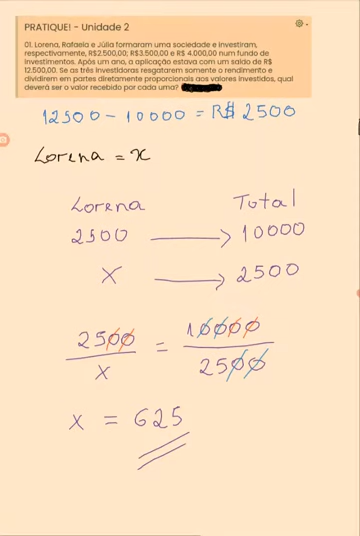 PRATIQUE! - Unidade 2
01. Lorena, Rafaela e Júlia formaram uma sociedade e investiram,
respectivamente, R$2.500,00; R$3.500,00 e R$ 4.000,00 num fundo de
investimentos. Após um ano, a aplicação estava com um saldo de R$
12.500,00. Se as três investidoras resgatarem somente o rendimento e
dividirem em partes diretamente proporcionais aos valores investidos, qual
deverá ser o valor recebido por cada uma?
12500 - 10000 = R$ 2500
Lorena = x
Lorena Total
2500 → 10000
x → 2500
2500 / x = 10000 / 2500
x = 625